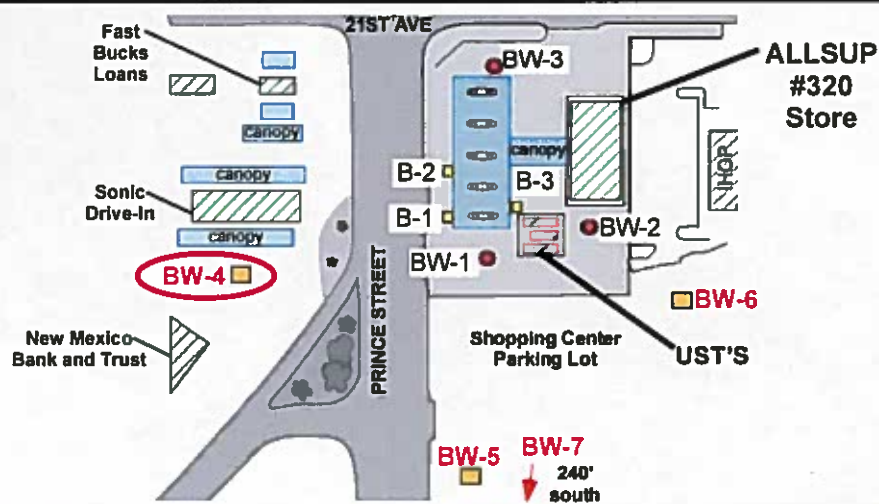 21ST AVE
Fast
Bucks
Loans
BW-3
ALLSUP
#320
Store
canopy
canopy
IHOP
canopy
B-2
B-3
Sonic
Drive-In
B-1
canopy
BW-2
BW-1
BW-4
PRINCE STREET
BW-6
New Mexico
Bank and Trust
Shopping Center
Parking Lot
UST'S
BW-5
BW-7
240'
south